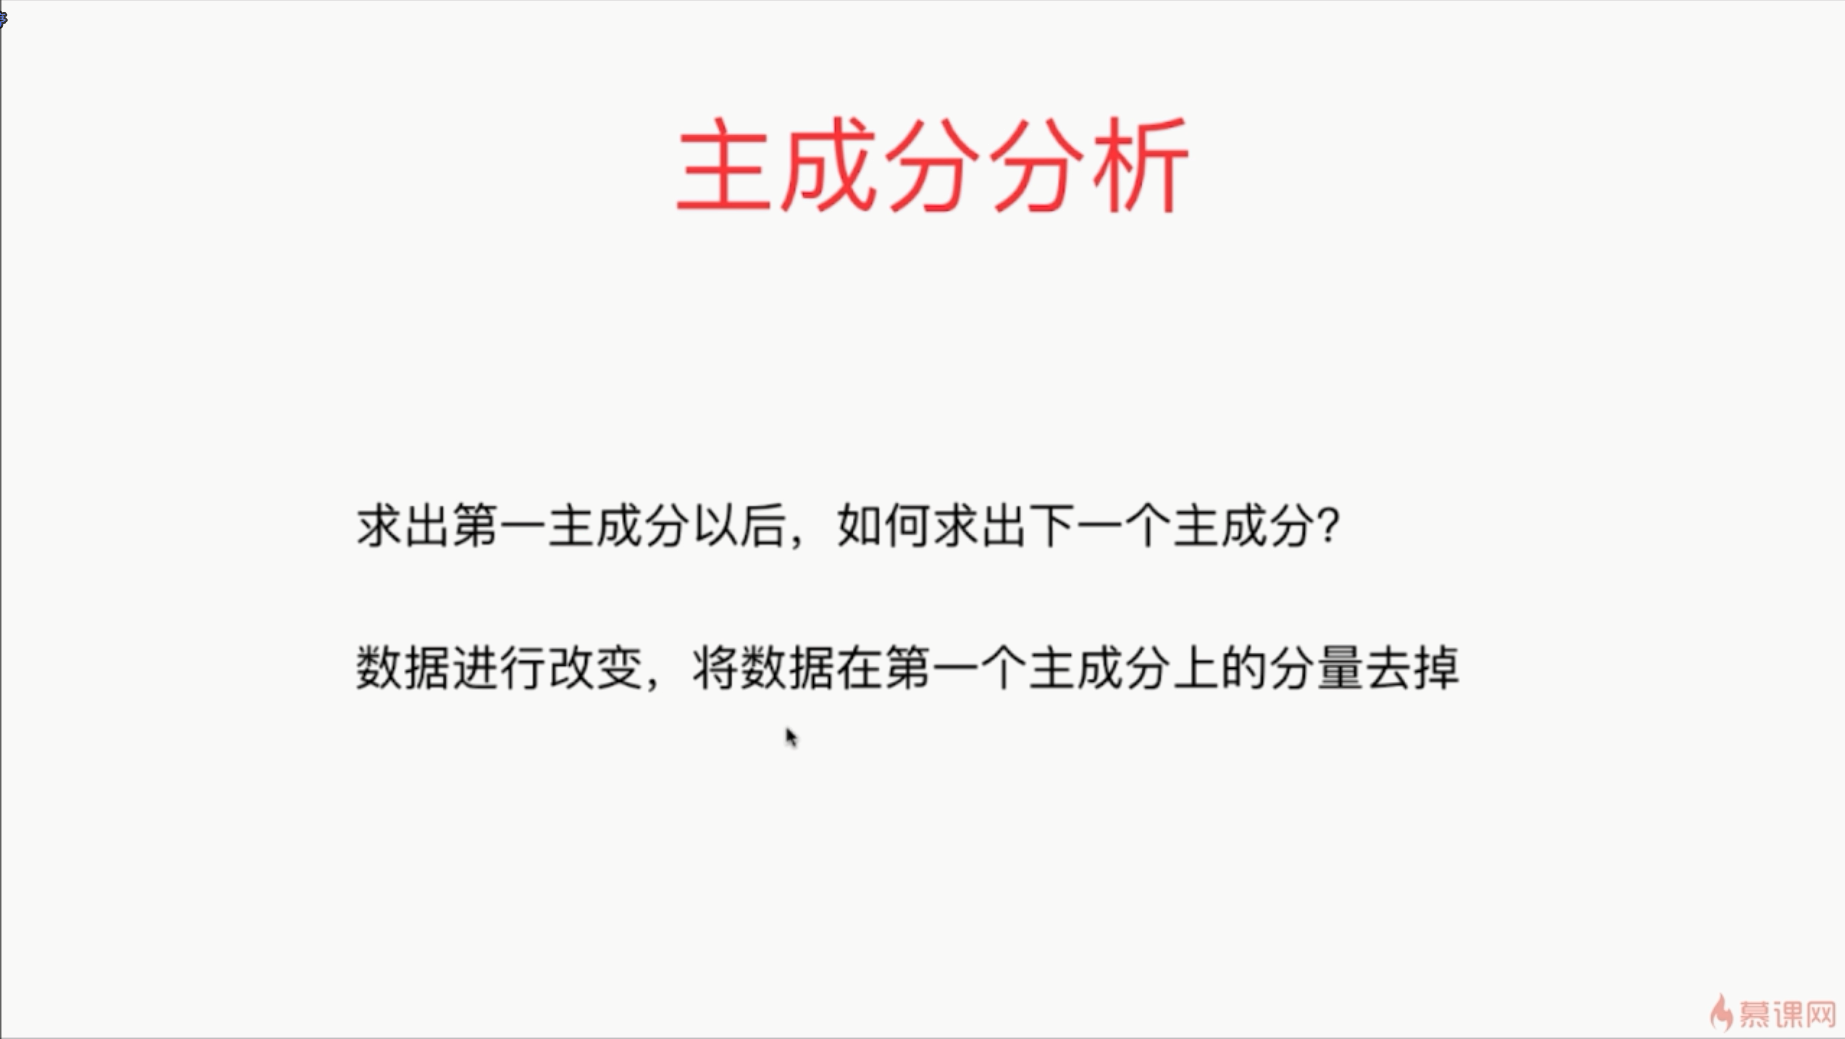 主成分分析
求出第一主成分以后，如何求出下一个主成分？
数据进行改变，将数据在第一个主成分上的分量去掉
慕课网